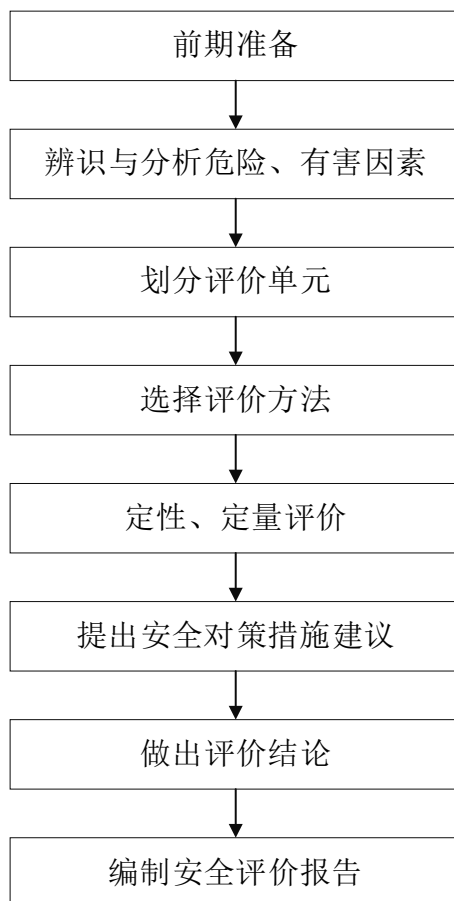 前期准备
辨识与分析危险、有害因素
划分评价单元
选择评价方法
定性、定量评价
提出安全对策措施建议
做出评价结论
编制安全评价报告